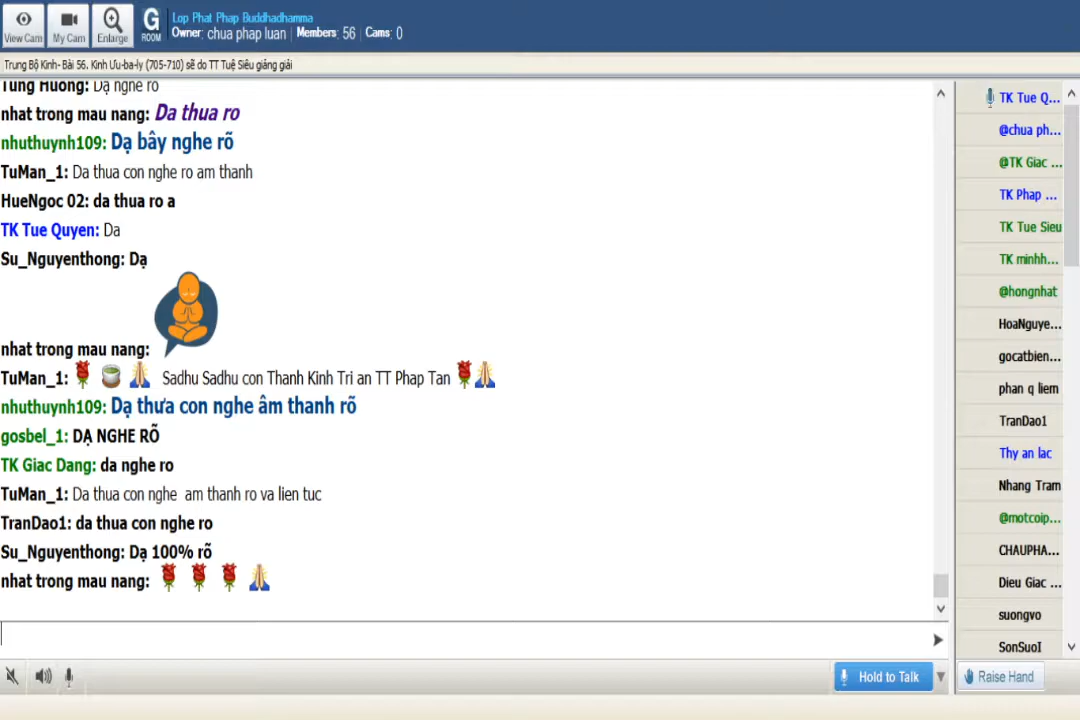 View Cam
My Cam
Enlarge
G
ROOM
Lop Phat Phap Buddhadhamma
Owner: chua phap luan Members: 56 Cams: 0
Trung Bộ Kinh- Bài 56. Kinh Ưu-ba-ly (705-710) sẽ do TT Tuệ Siêu giảng giải
Tung Huong: Dạ nghe ro
nhat trong mau nang: Da thua ro
nhuthuynh109: Dạ bây nghe rõ
TuMan_1: Da thua con nghe ro am thanh
HueNgoc 02: da thua ro a
TK Tue Quyen: Da
Su_Nguyenthong: Dạ
nhat trong mau nang:
TuMan_1: Sadhu Sadhu con Thanh Kinh Tri an TT Phap Tan
nhuthuynh109: Dạ thưa con nghe âm thanh rõ
gosbel_1: DẠ NGHE RÕ
TK Giac Dang: da nghe ro
TuMan_1: Da thua con nghe am thanh ro va lien tuc
TranDao1: da thua con nghe ro
Su_Nguyenthong: Dạ 100% rõ
nhat trong mau nang:
TK Tue Q...
@chua ph...
@TK Giac ...
TK Phap ...
TK Tue Sieu
TK minhh...
@hongnhat
HoaNguye...
gocatbien...
phan q liem
TranDao1
Thy an lac
Nhang Tram
@motcoip...
CHAUPHA...
Dieu Giac ...
suongvo
SonSuoI
Hold to Talk
Raise Hand